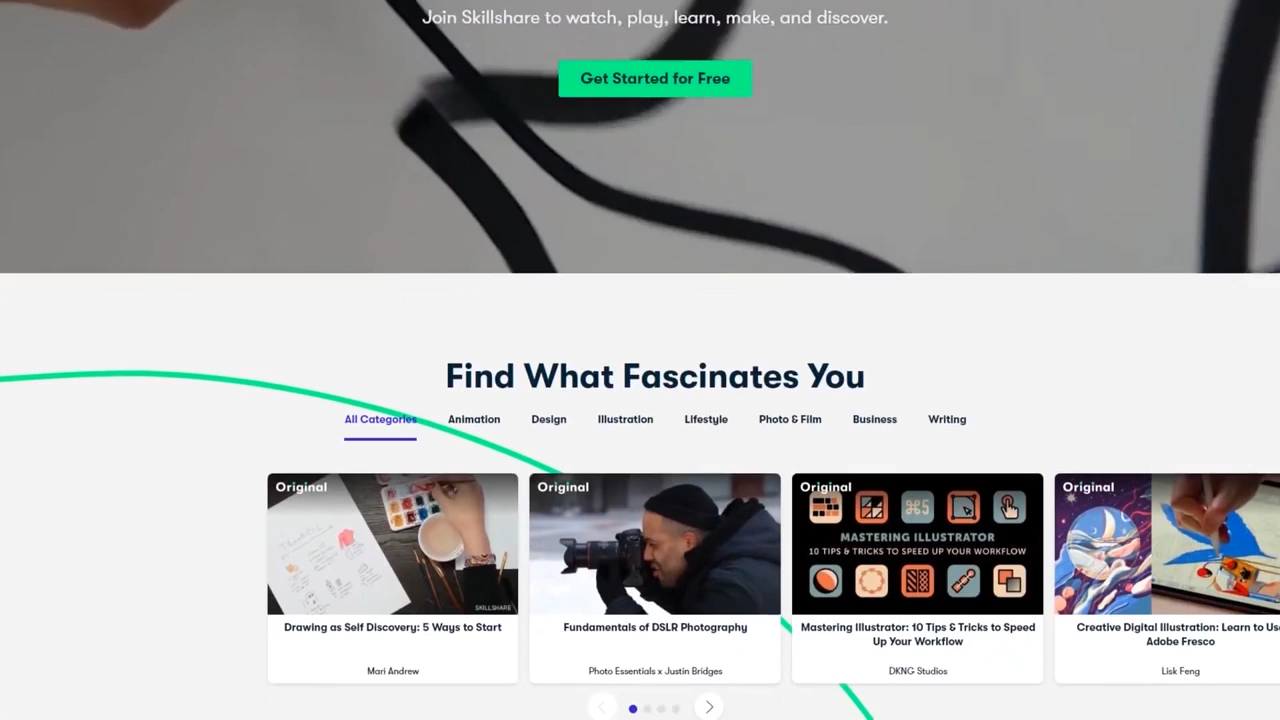 Join Skillshare to watch, play, learn, make, and discover.
Get Started for Free
Find What Fascinates You
All Categories Animation Design Illustration Lifestyle Photo & Film Business Writing
Original
SKILLSHARE
Drawing as Self Discovery: 5 Ways to Start
Mari Andrew
Original
Fundamentals of DSLR Photography
Photo Essentials x Justin Bridges
Original
⌘5
MASTERING ILLUSTRATOR
10 TIPS & TRICKS TO SPEED UP YOUR WORKFLOW
Mastering Illustrator: 10 Tips & Tricks to Speed
Up Your Workflow
DKNG Studios
Original
Creative Digital Illustration: Learn to Us
Adobe Fresco
Lisk Feng